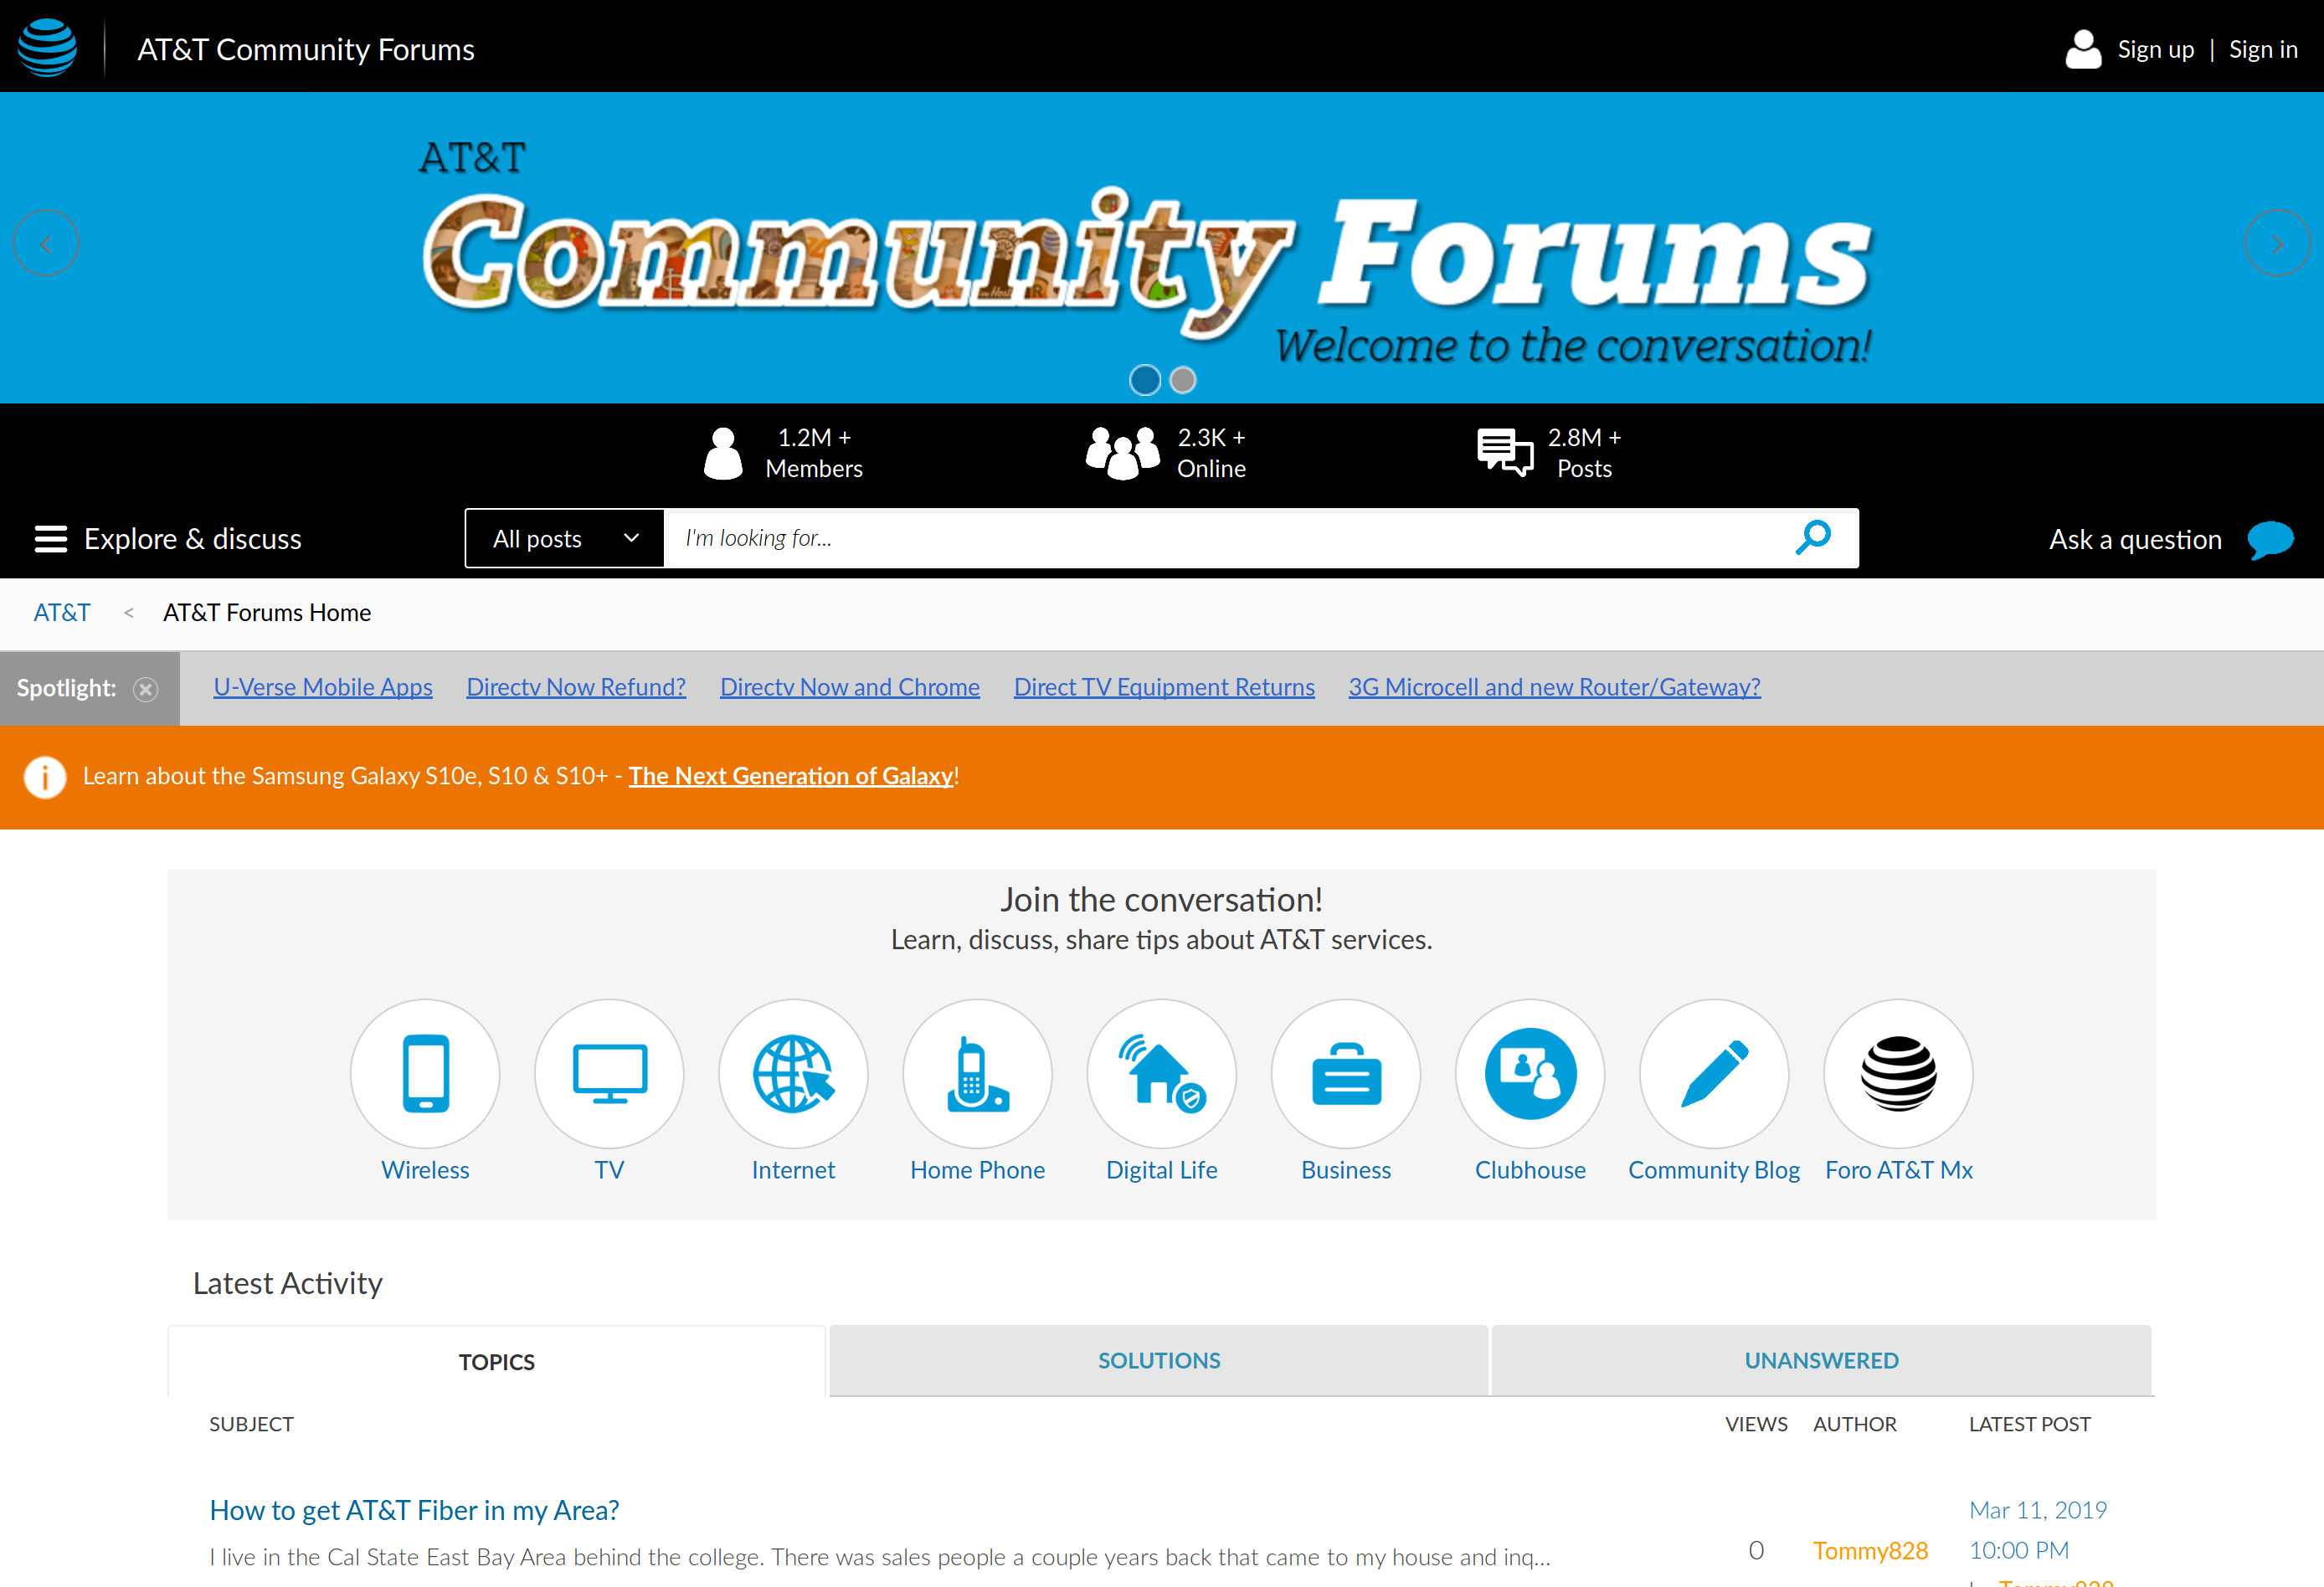 AT&T Community Forums
Sign up | Sign in
AT&T
Community Forums
Welcome to the conversation!
1.2M +
Members
2.3K +
Online
2.8M +
Posts
Explore & discuss
All posts
I'm looking for...
Ask a question
AT&T < AT&T Forums Home
Spotlight: U-Verse Mobile Apps Directv Now Refund? Directv Now and Chrome Direct TV Equipment Returns 3G Microcell and new Router/Gateway?
Learn about the Samsung Galaxy S10e, S10 & S10+ - The Next Generation of Galaxy!
Join the conversation!
Learn, discuss, share tips about AT&T services.
Wireless TV Internet Home Phone Digital Life Business Clubhouse Community Blog Foro AT&T Mx
Latest Activity
TOPICS SOLUTIONS UNANSWERED
SUBJECT VIEWS AUTHOR LATEST POST
How to get AT&T Fiber in my Area?
I live in the Cal State East Bay Area behind the college. There was sales people a couple years back that came to my house and inq...
0
Tommy828
Mar 11, 2019
10:00 PM